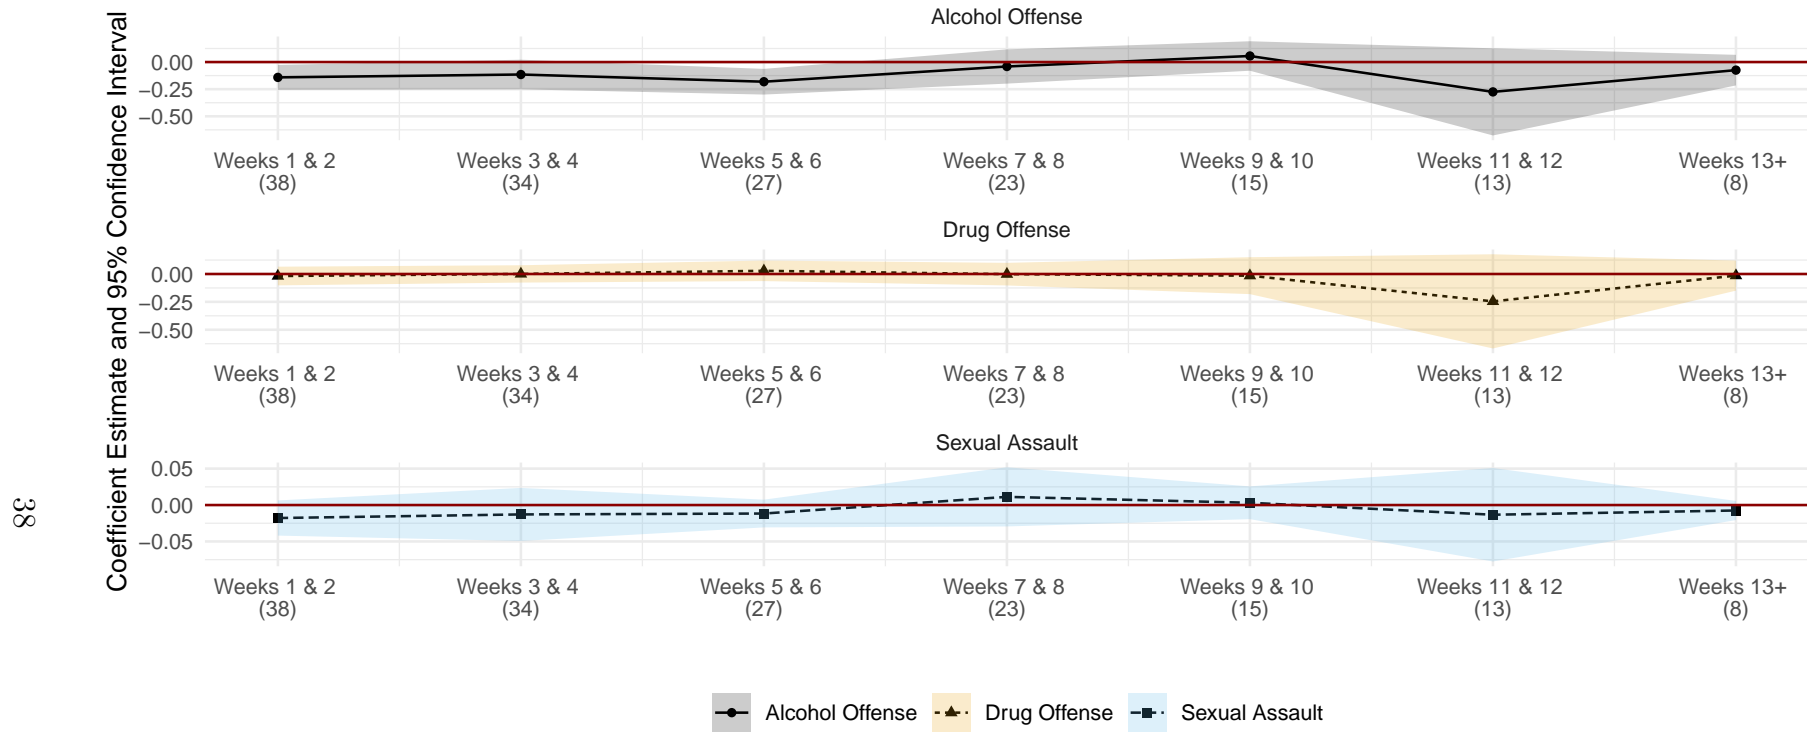 Coefficient Estimate and 95% Confidence Interval
Alcohol Offense
0.00
−0.25
−0.50
Weeks 1 & 2 Weeks 3 & 4 Weeks 5 & 6 Weeks 7 & 8 Weeks 9 & 10 Weeks 11 & 12 Weeks 13+
(38) (34) (27) (23) (15) (13) (8)
Drug Offense
0.00
−0.25
−0.50
Weeks 1 & 2 Weeks 3 & 4 Weeks 5 & 6 Weeks 7 & 8 Weeks 9 & 10 Weeks 11 & 12 Weeks 13+
(38) (34) (27) (23) (15) (13) (8)
Sexual Assault
0.05
0.00
−0.05
Weeks 1 & 2 Weeks 3 & 4 Weeks 5 & 6 Weeks 7 & 8 Weeks 9 & 10 Weeks 11 & 12 Weeks 13+
(38) (34) (27) (23) (15) (13) (8)
Alcohol Offense Drug Offense Sexual Assault
38